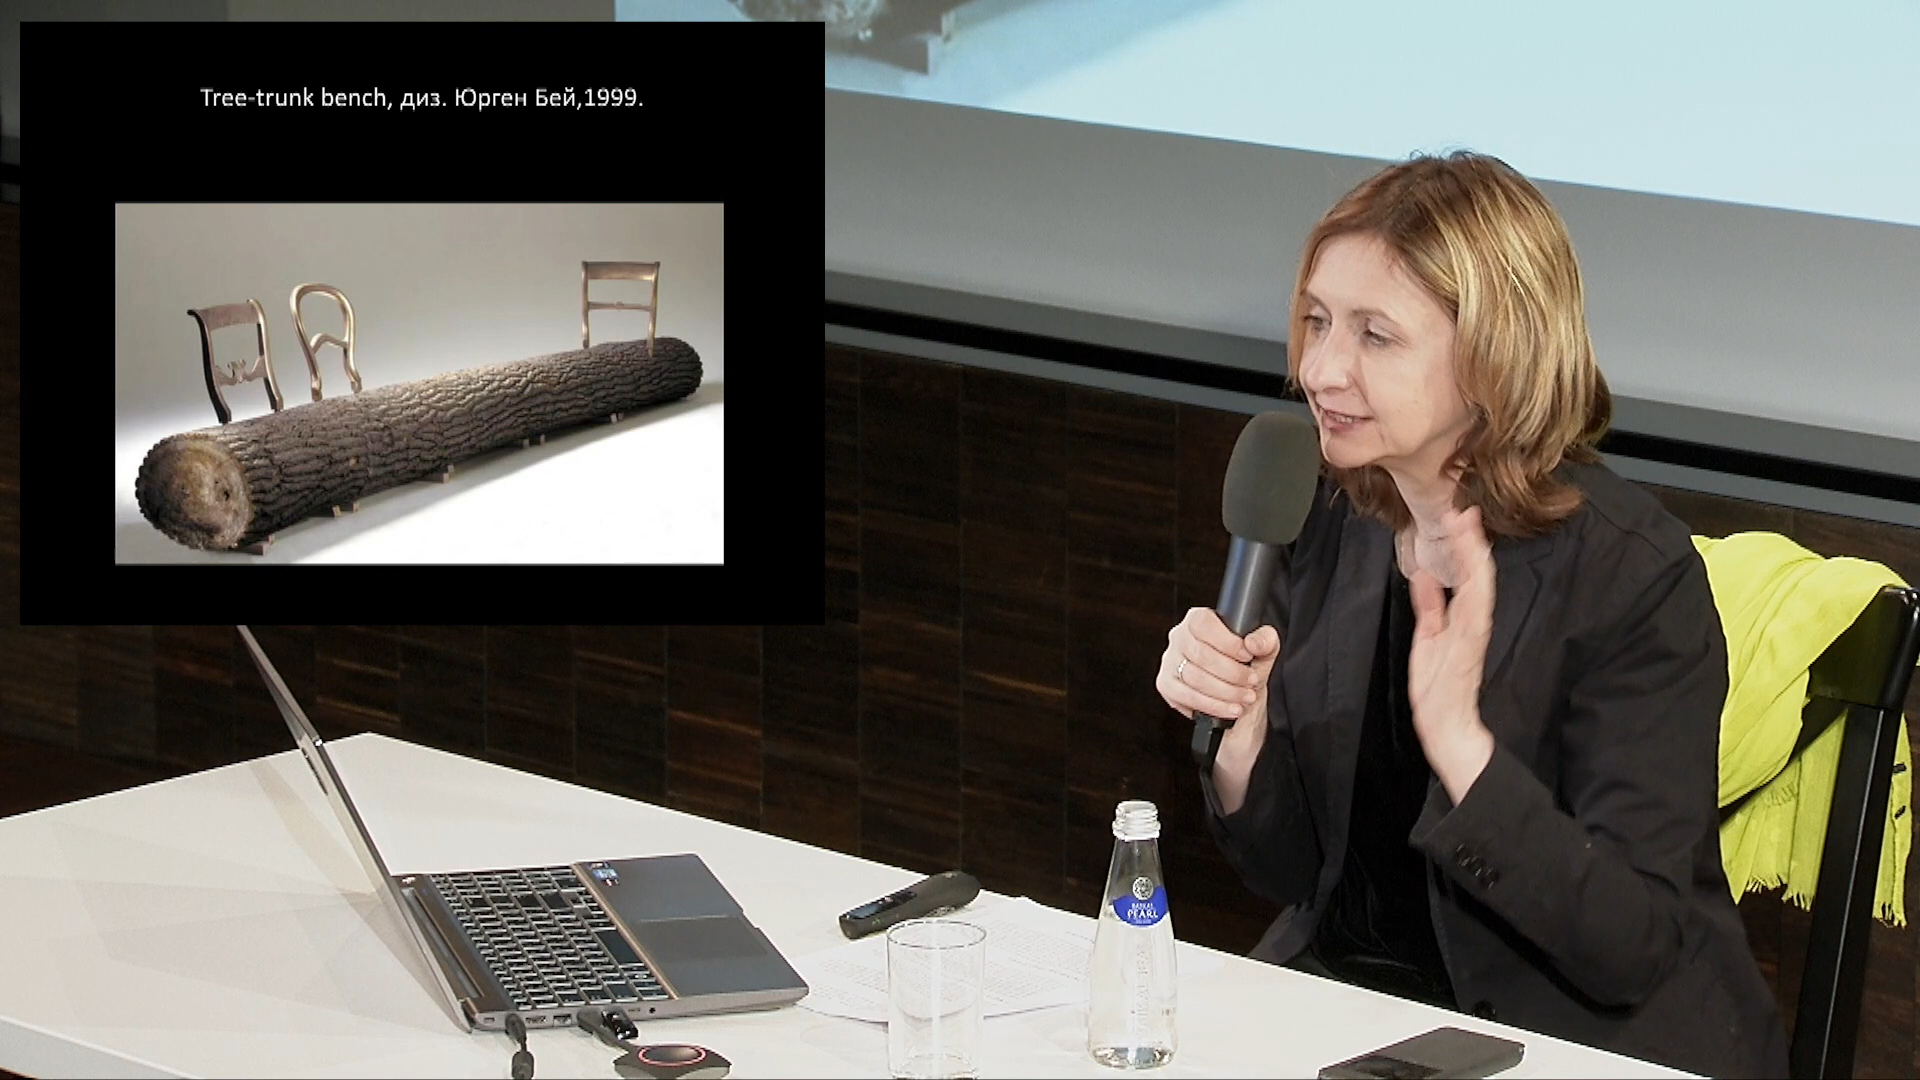 Tree-trunk bench, диз. Юрген Бей,1999.
BAIKAL
PEARL